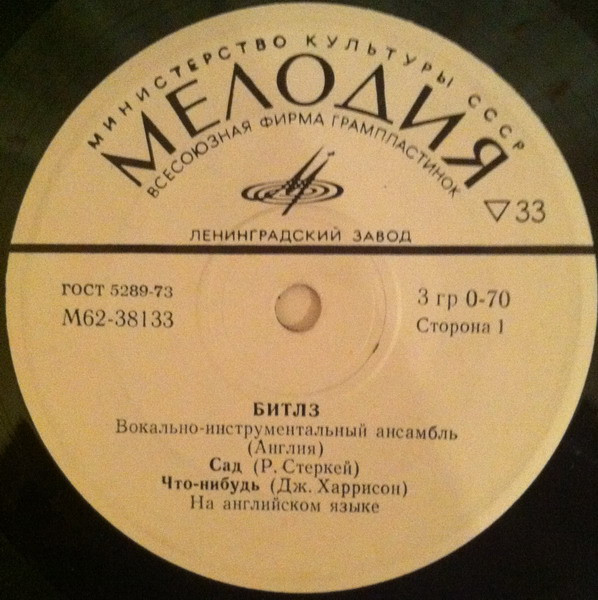 МИНИСТЕРСТВО КУЛЬТУРЫ СССР
МЕЛОДИЯ
ВСЕСОЮЗНАЯ ФИРМА ГРАМПЛАСТИНОК
▽33
ЛЕНИНГРАДСКИЙ ЗАВОД
ГОСТ 5289-73
М62-38133
3 гр 0-70
Сторона 1
БИТЛЗ
Вокально-инструментальный ансамбль
(Англия)
Сад (Р. Стеркей)
Что-нибудь (Дж. Харрисон)
На английском языке